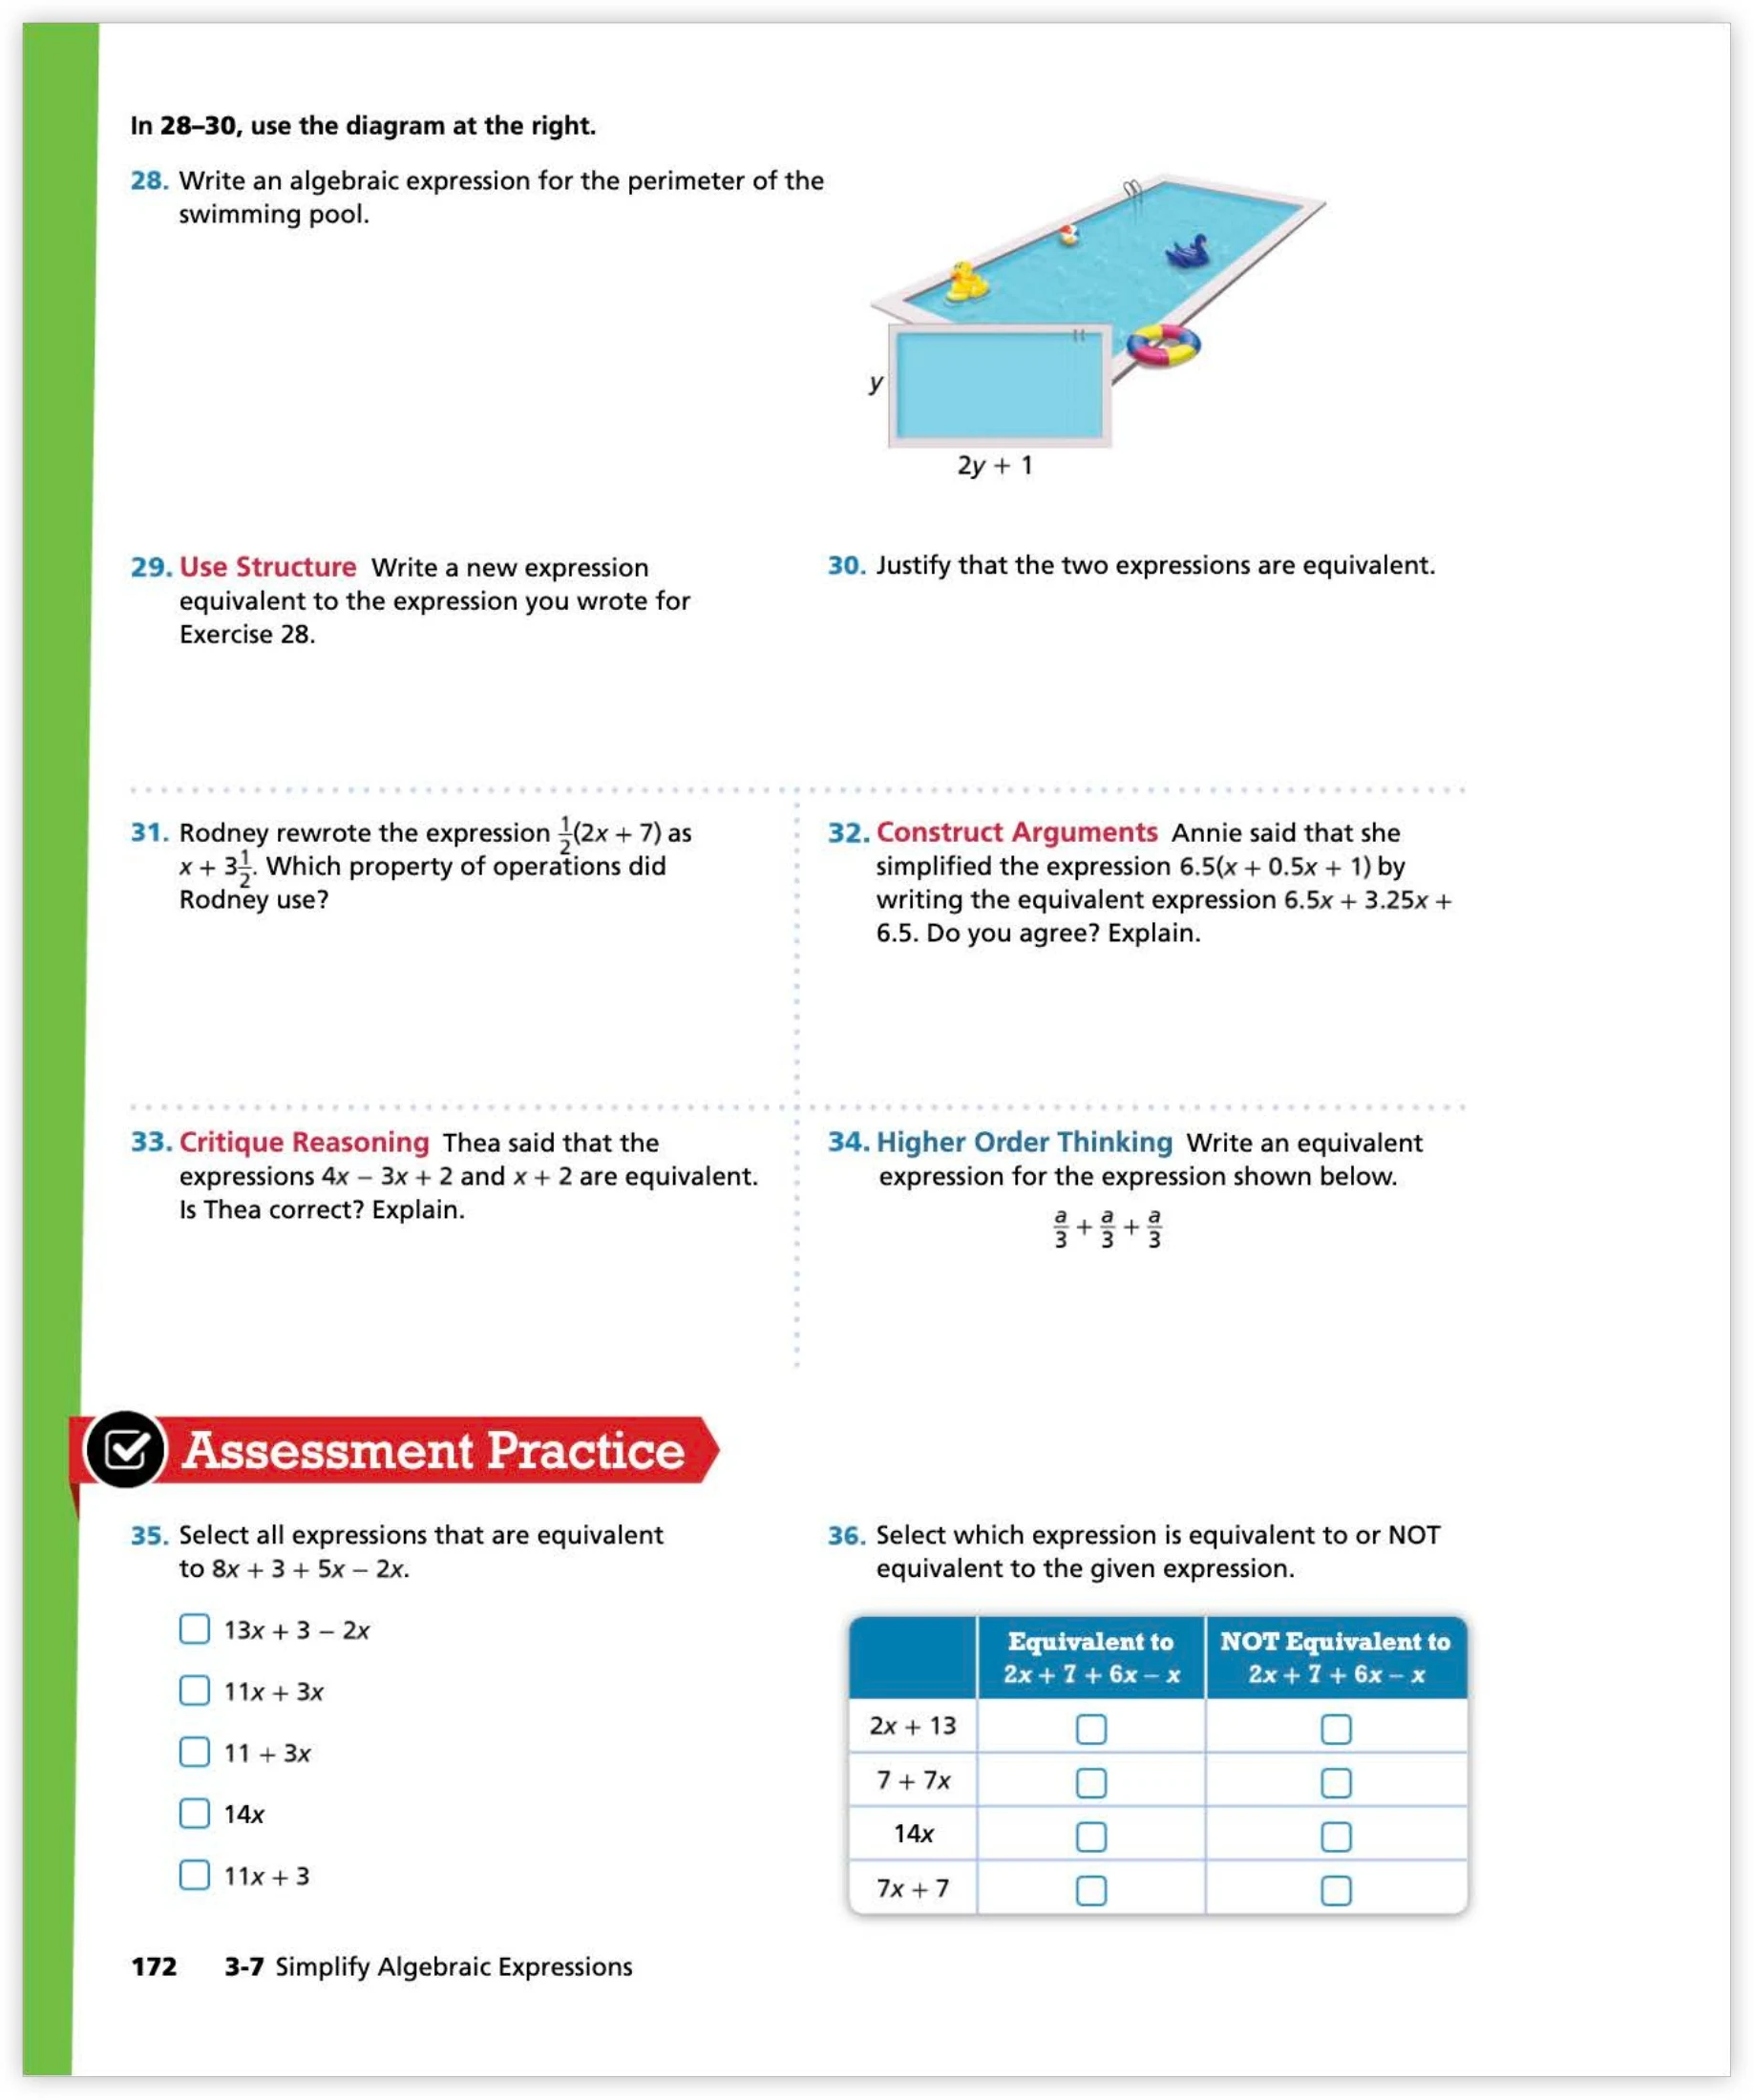 In 28–30, use the diagram at the right.
28. Write an algebraic expression for the perimeter of the
swimming pool.
y
2y + 1
29. Use Structure Write a new expression
equivalent to the expression you wrote for
Exercise 28.
30. Justify that the two expressions are equivalent.
31. Rodney rewrote the expression 1/2(2x + 7) as
x + 3 1/2. Which property of operations did
Rodney use?
32. Construct Arguments Annie said that she
simplified the expression 6.5(x + 0.5x + 1) by
writing the equivalent expression 6.5x + 3.25x +
6.5. Do you agree? Explain.
33. Critique Reasoning Thea said that the
expressions 4x − 3x + 2 and x + 2 are equivalent.
Is Thea correct? Explain.
34. Higher Order Thinking Write an equivalent
expression for the expression shown below.
a/3 + a/3 + a/3
Assessment Practice
35. Select all expressions that are equivalent
to 8x + 3 + 5x − 2x.
13x + 3 − 2x
11x + 3x
11 + 3x
14x
11x + 3
36. Select which expression is equivalent to or NOT
equivalent to the given expression.
Equivalent to
2x + 7 + 6x − x
NOT Equivalent to
2x + 7 + 6x − x
2x + 13
7 + 7x
14x
7x + 7
172 3-7 Simplify Algebraic Expressions